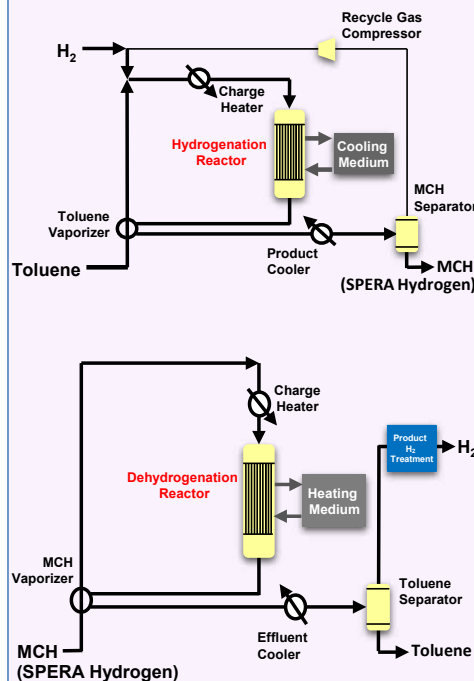 Recycle Gas
Compressor
H₂
Charge
Heater
Hydrogenation
Reactor
Cooling
Medium
MCH
Separator
Toluene
Vaporizer
Product
Cooler
Toluene
MCH
(SPERA Hydrogen)
Charge
Heater
Product
H₂
Treatment
H₂
Dehydrogenation
Reactor
Heating
Medium
MCH
Vaporizer
Toluene
Separator
Effluent
Cooler
MCH
(SPERA Hydrogen)
Toluene